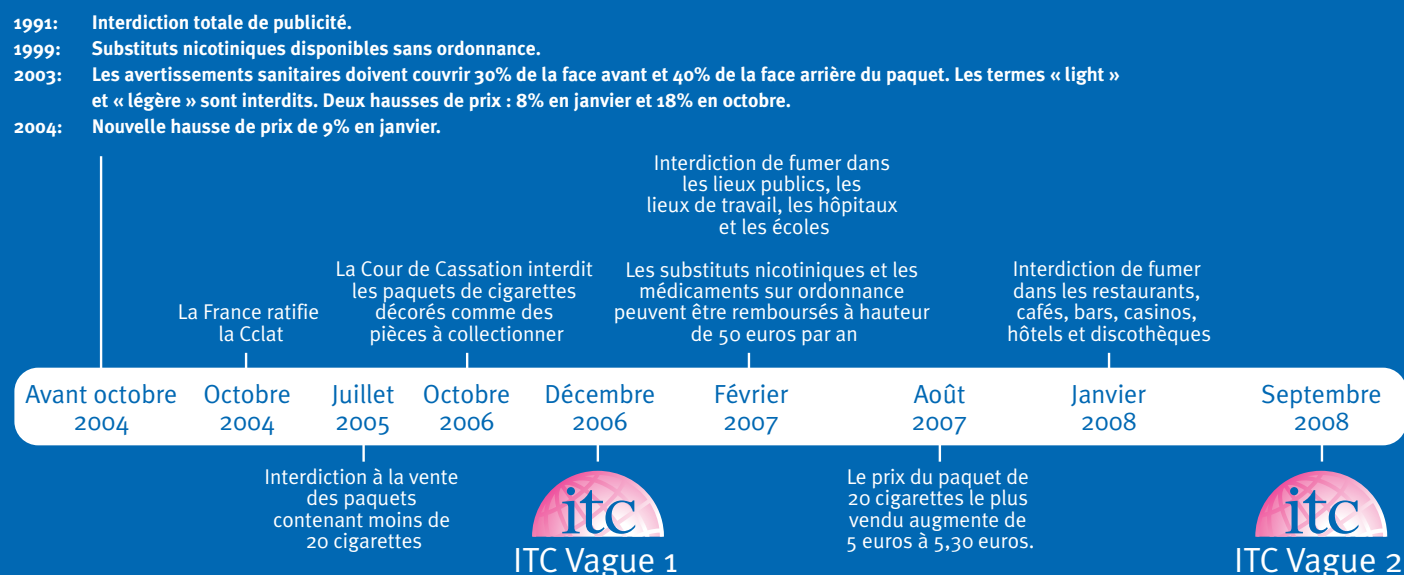 1991: Interdiction totale de publicité.
1999: Substituts nicotiniques disponibles sans ordonnance.
2003: Les avertissements sanitaires doivent couvrir 30% de la face avant et 40% de la face arrière du paquet. Les termes « light »
et « légère » sont interdits. Deux hausses de prix : 8% en janvier et 18% en octobre.
2004: Nouvelle hausse de prix de 9% en janvier.
Interdiction de fumer dans
les lieux publics, les
lieux de travail, les hôpitaux
et les écoles
La France ratifie
la Cclat
La Cour de Cassation interdit
les paquets de cigarettes
décorés comme des
pièces à collectionner
Les substituts nicotiniques et les
médicaments sur ordonnance
peuvent être remboursés à hauteur
de 50 euros par an
Interdiction de fumer
dans les restaurants,
cafés, bars, casinos,
hôtels et discothèques
Avant octobre
2004
Octobre
2004
Juillet
2005
Octobre
2006
Décembre
2006
Février
2007
Août
2007
Janvier
2008
Septembre
2008
Interdiction à la vente
des paquets
contenant moins de
20 cigarettes
itc
ITC Vague 1
Le prix du paquet de
20 cigarettes le plus
vendu augmente de
5 euros à 5,30 euros.
itc
ITC Vague 2